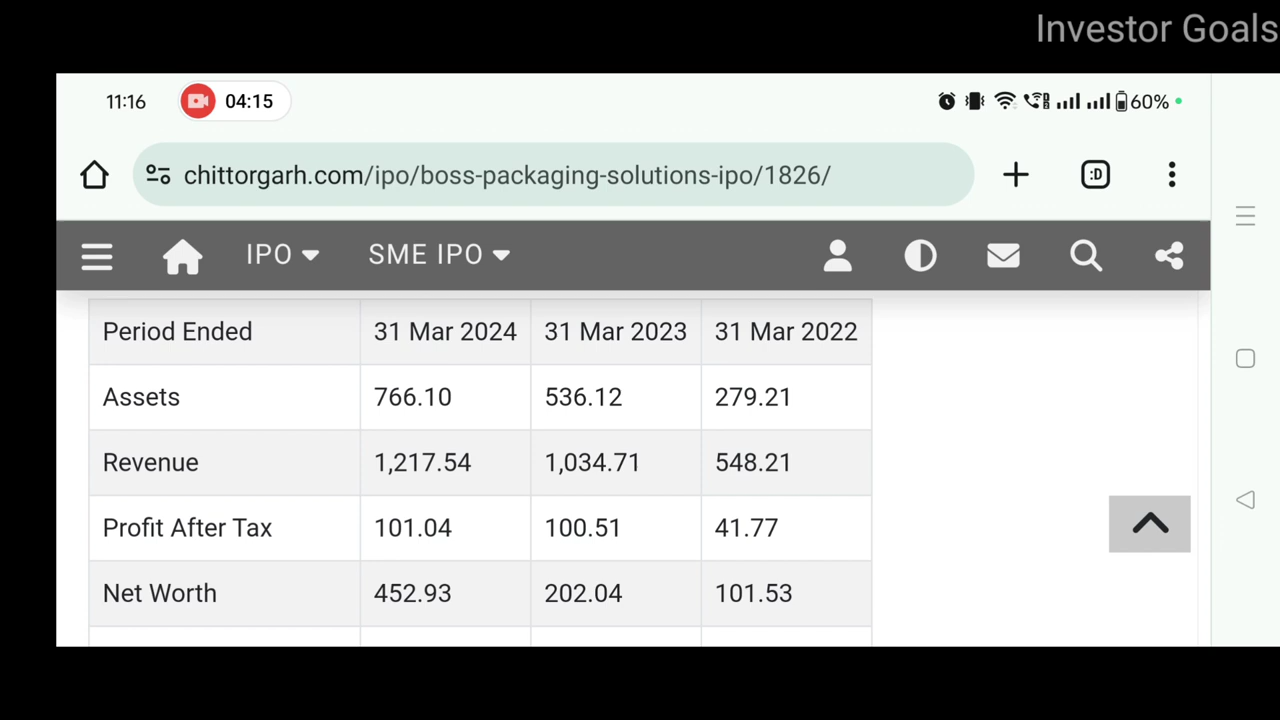 Investor Goals
11:16 04:15 60%
chittorgarh.com/ipo/boss-packaging-solutions-ipo/1826/ :D
IPO SME IPO
Period Ended 31 Mar 2024 31 Mar 2023 31 Mar 2022
Assets 766.10 536.12 279.21
Revenue 1,217.54 1,034.71 548.21
Profit After Tax 101.04 100.51 41.77
Net Worth 452.93 202.04 101.53